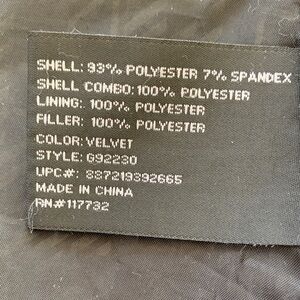 SHELL: 93% POLYESTER 7% SPANDEX
SHELL COMBO: 100% POLYESTER
LINING: 100% POLYESTER
FILLER: 100% POLYESTER
COLOR: VELVET
STYLE: G92230
UPC#: 887219392665
MADE IN CHINA
RN#117732